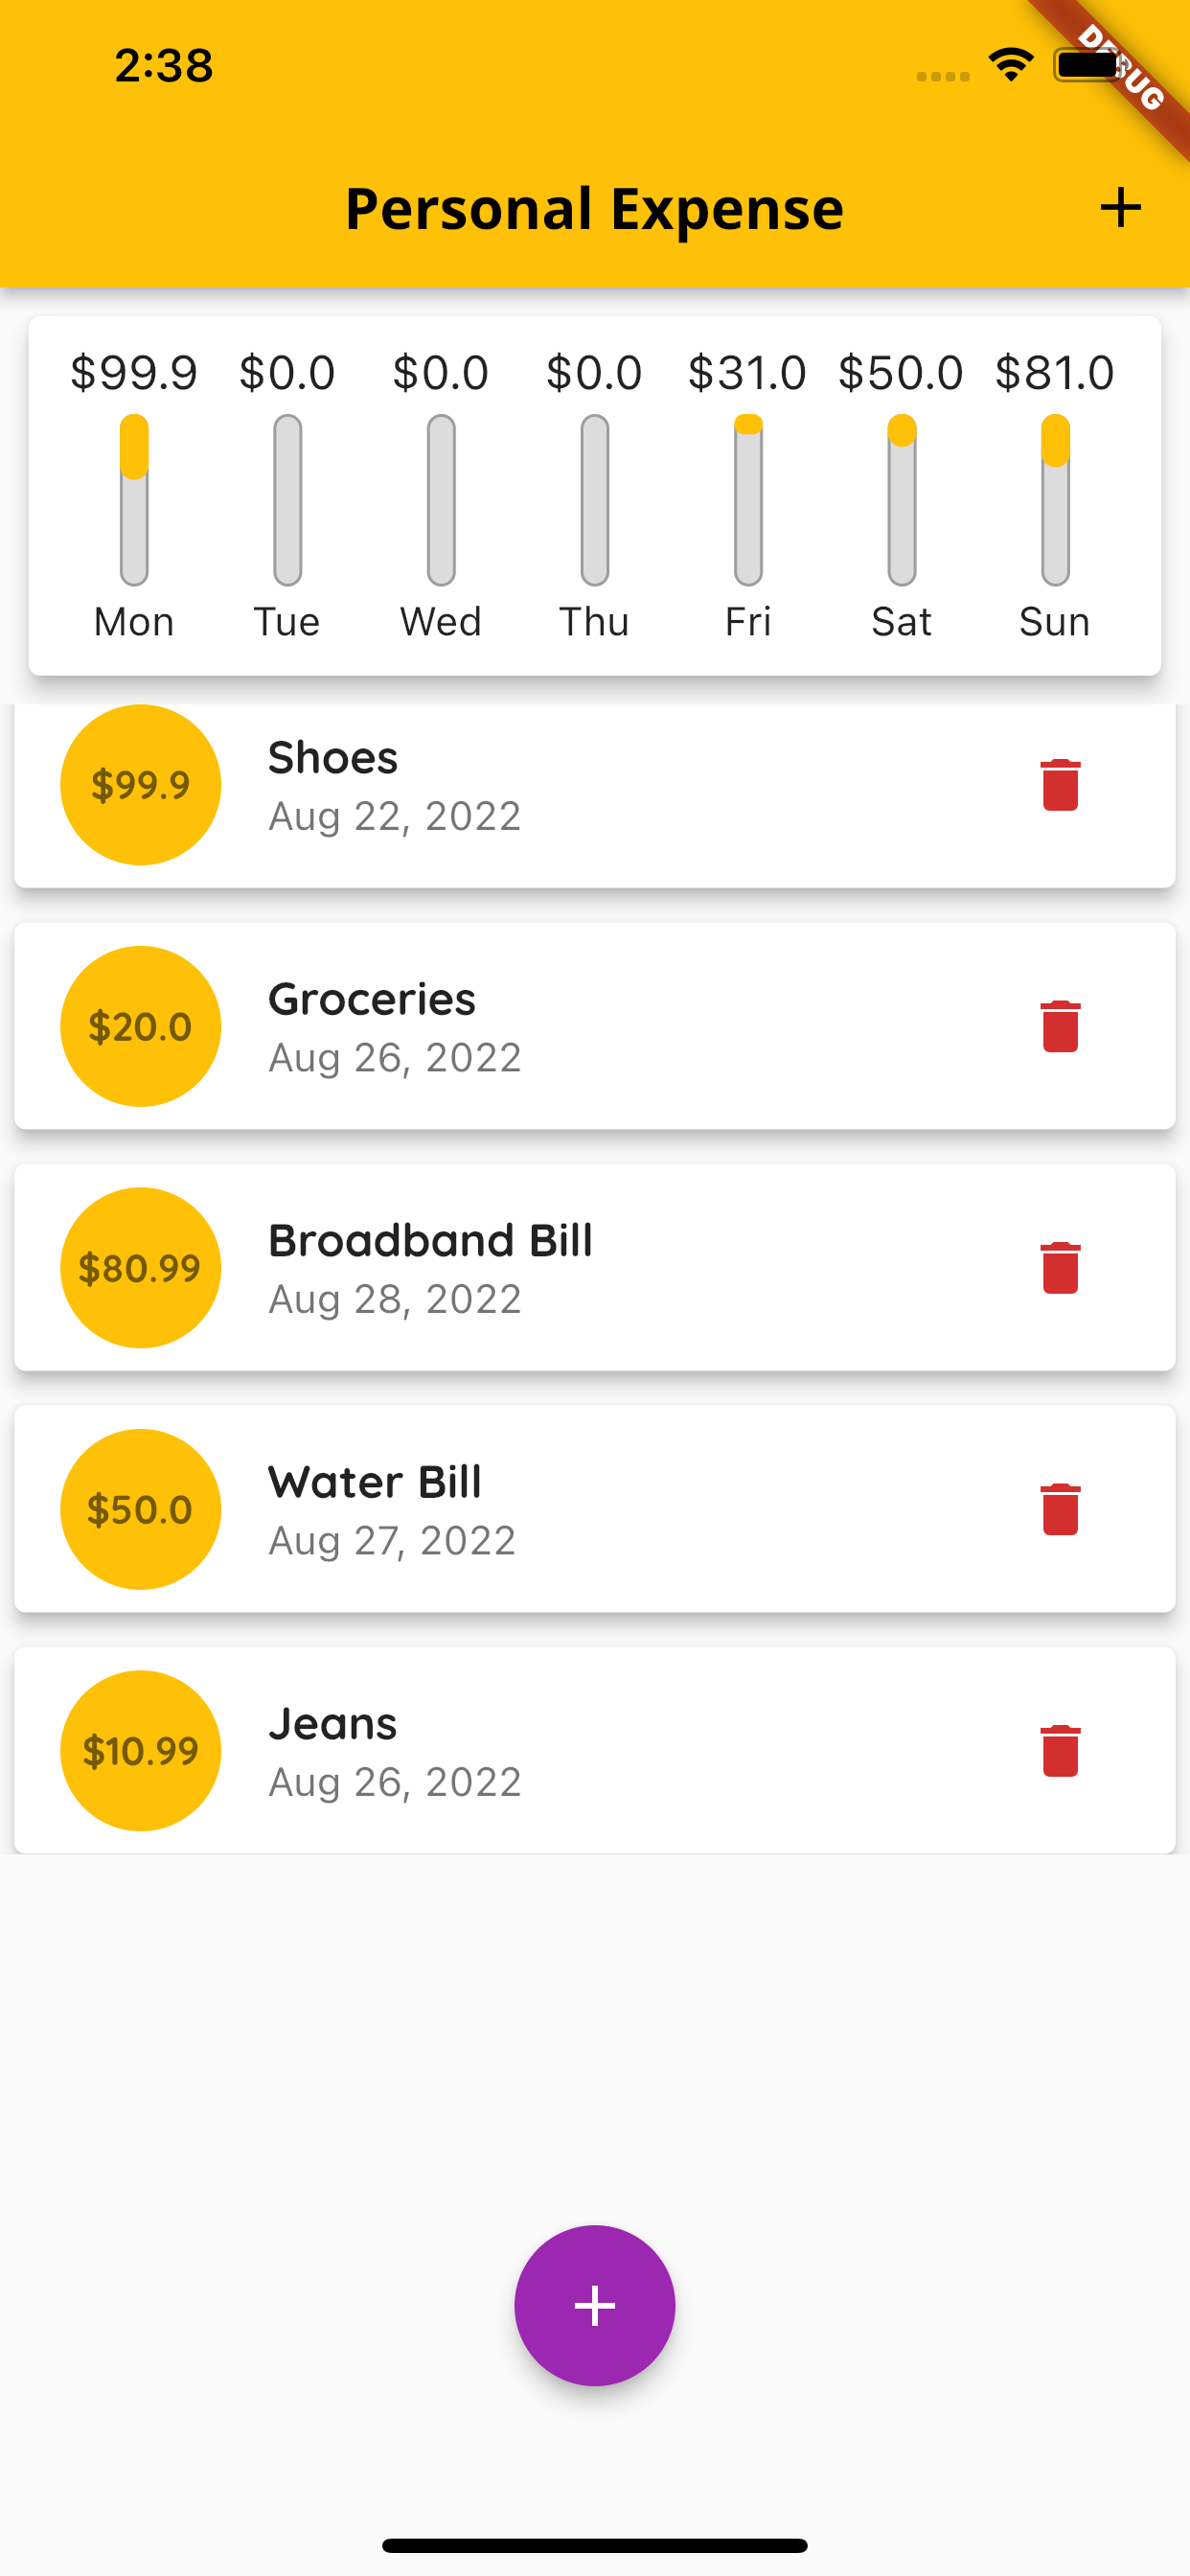 2:38
DEBUG
Personal Expense
$99.9 $0.0 $0.0 $0.0 $31.0 $50.0 $81.0
Mon Tue Wed Thu Fri Sat Sun
$99.9
Shoes
Aug 22, 2022
$20.0
Groceries
Aug 26, 2022
$80.99
Broadband Bill
Aug 28, 2022
$50.0
Water Bill
Aug 27, 2022
$10.99
Jeans
Aug 26, 2022